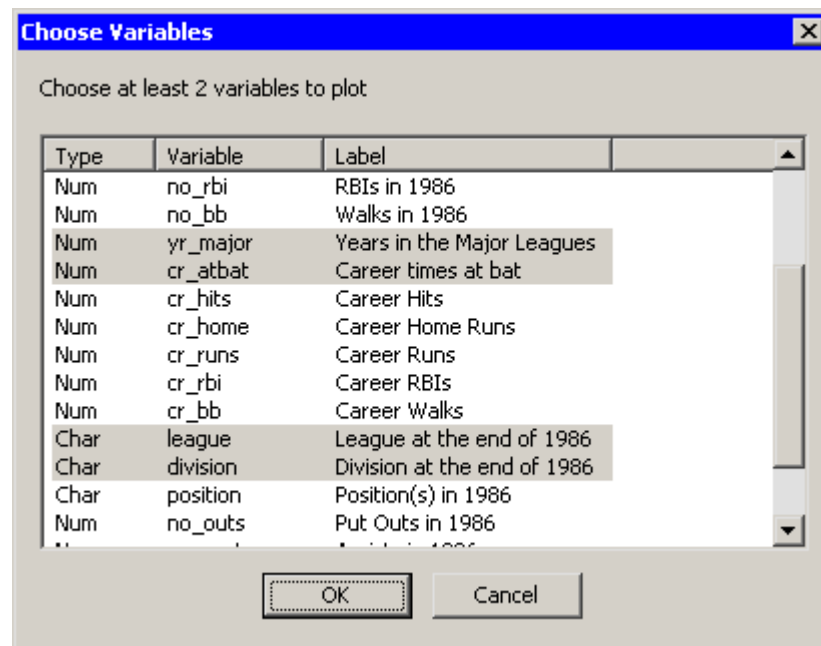 Choose Variables
Choose at least 2 variables to plot
Type Variable Label
Num no_rbi RBIs in 1986
Num no_bb Walks in 1986
Num yr_major Years in the Major Leagues
Num cr_atbat Career times at bat
Num cr_hits Career Hits
Num cr_home Career Home Runs
Num cr_runs Career Runs
Num cr_rbi Career RBIs
Num cr_bb Career Walks
Char league League at the end of 1986
Char division Division at the end of 1986
Char position Position(s) in 1986
Num no_outs Put Outs in 1986
OK Cancel